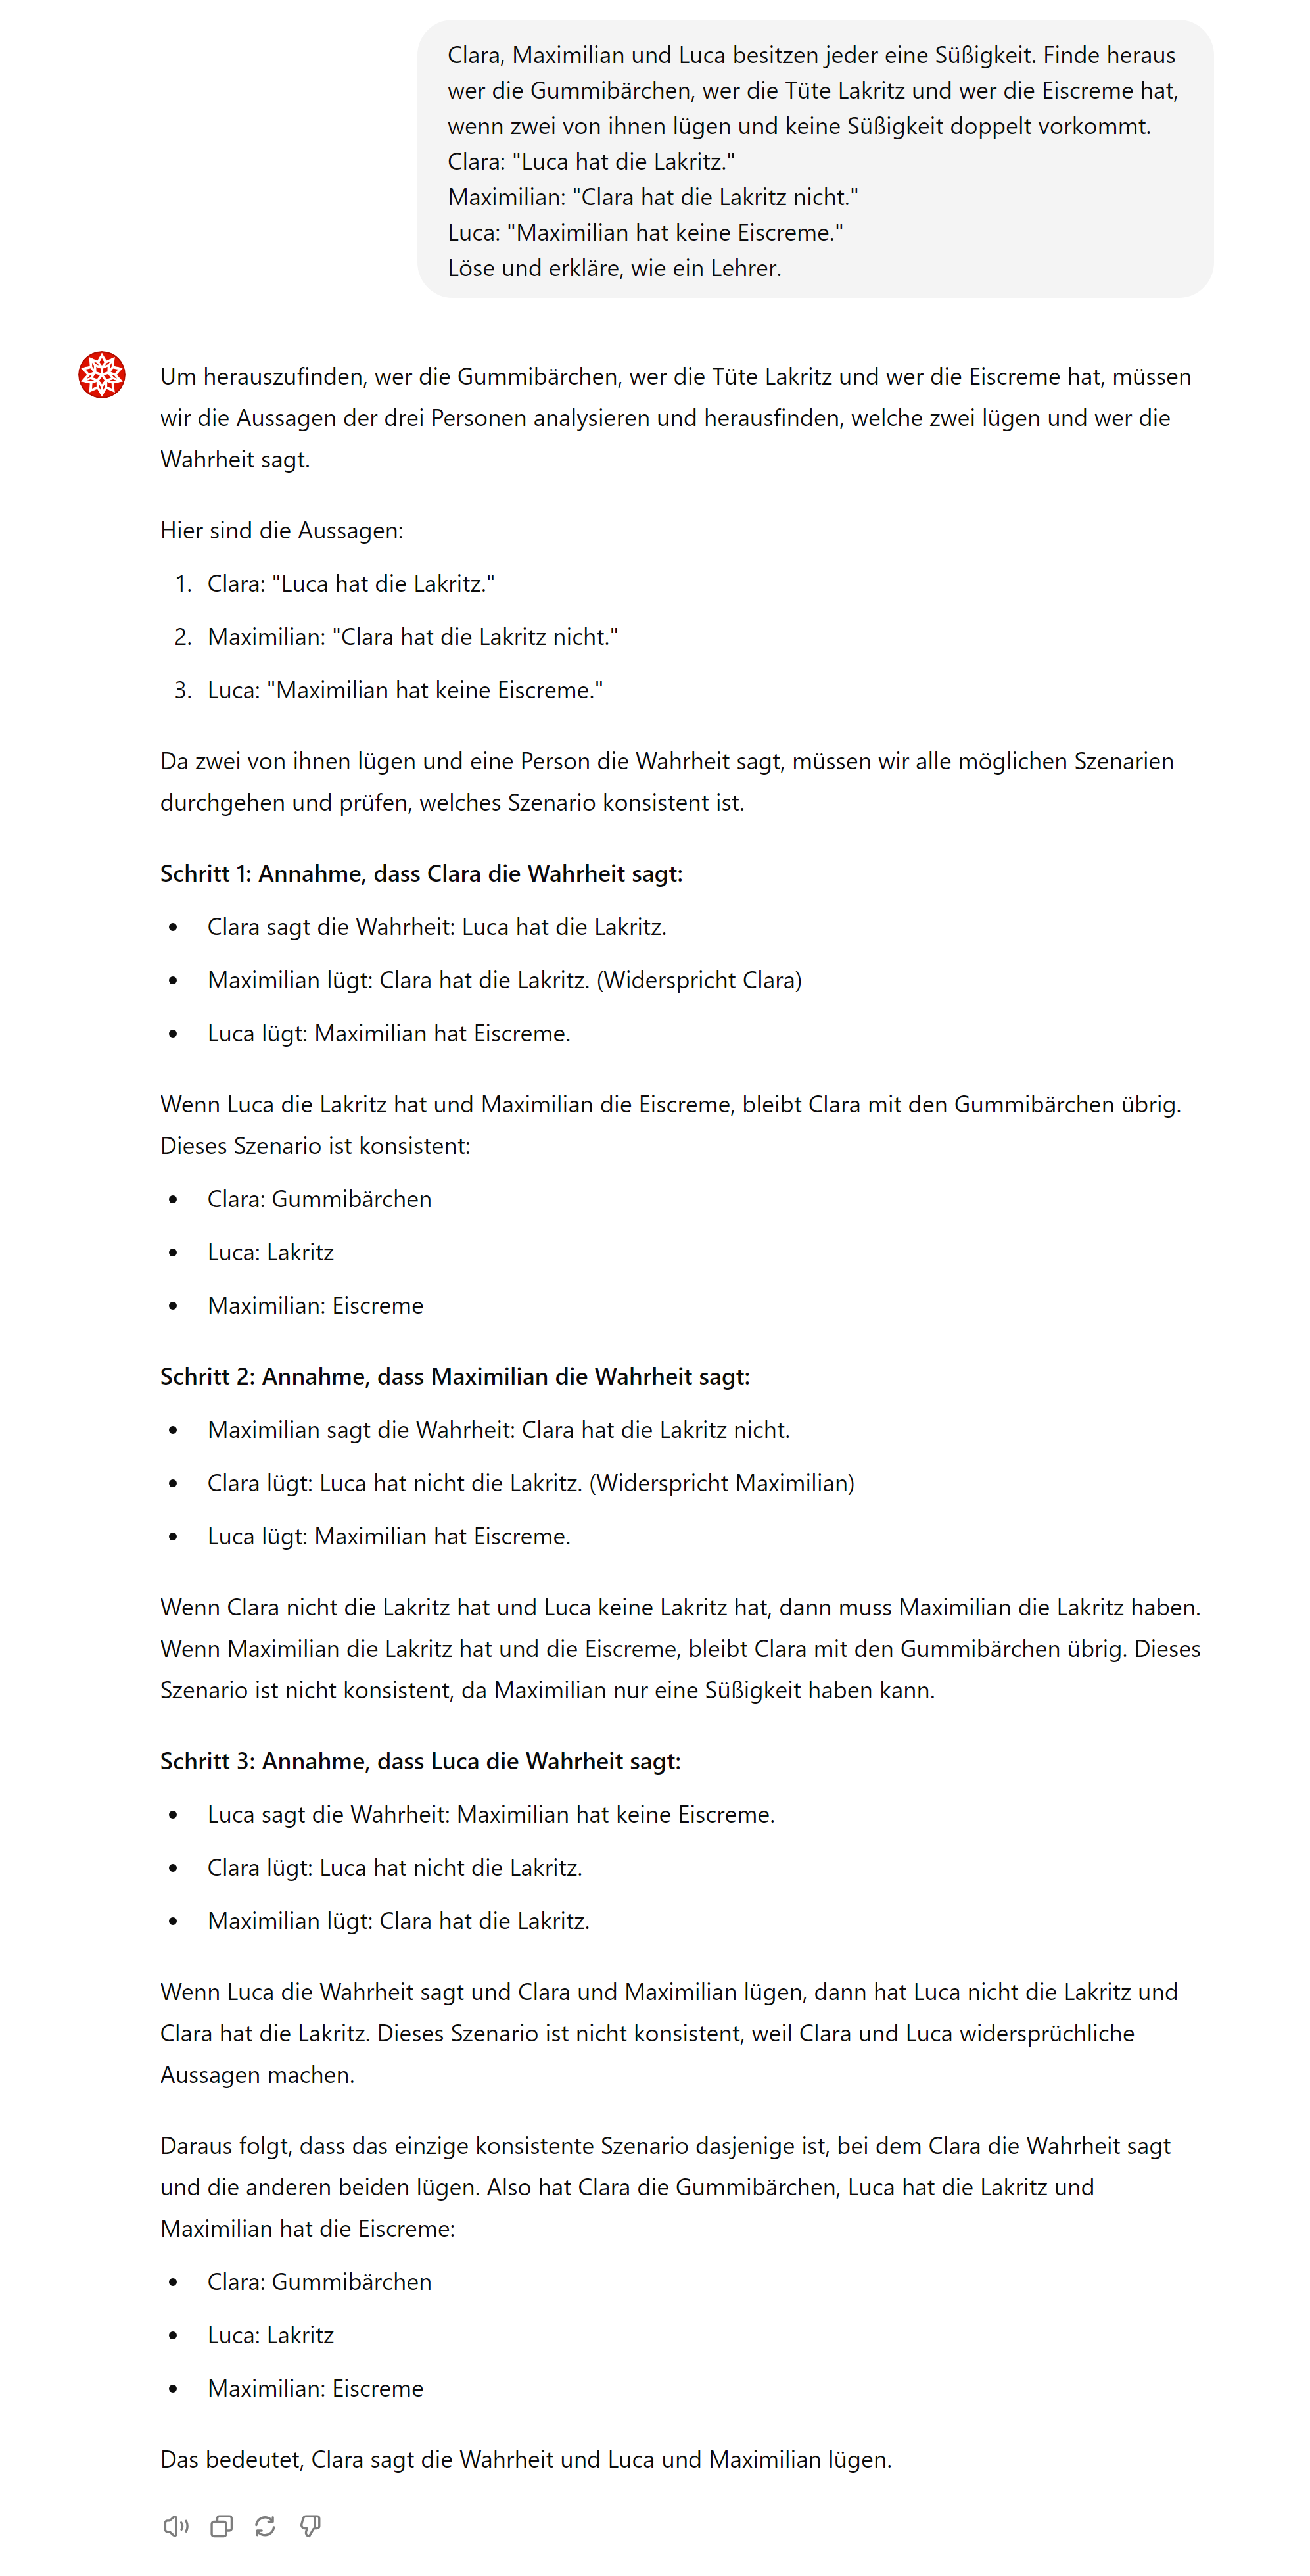 Clara, Maximilian und Luca besitzen jeder eine Süßigkeit. Finde heraus
wer die Gummibärchen, wer die Tüte Lakritz und wer die Eiscreme hat,
wenn zwei von ihnen lügen und keine Süßigkeit doppelt vorkommt.
Clara: "Luca hat die Lakritz."
Maximilian: "Clara hat die Lakritz nicht."
Luca: "Maximilian hat keine Eiscreme."
Löse und erkläre, wie ein Lehrer.
Um herauszufinden, wer die Gummibärchen, wer die Tüte Lakritz und wer die Eiscreme hat, müssen
wir die Aussagen der drei Personen analysieren und herausfinden, welche zwei lügen und wer die
Wahrheit sagt.
Hier sind die Aussagen:
1. Clara: "Luca hat die Lakritz."
2. Maximilian: "Clara hat die Lakritz nicht."
3. Luca: "Maximilian hat keine Eiscreme."
Da zwei von ihnen lügen und eine Person die Wahrheit sagt, müssen wir alle möglichen Szenarien
durchgehen und prüfen, welches Szenario konsistent ist.
Schritt 1: Annahme, dass Clara die Wahrheit sagt:
• Clara sagt die Wahrheit: Luca hat die Lakritz.
• Maximilian lügt: Clara hat die Lakritz. (Widerspricht Clara)
• Luca lügt: Maximilian hat Eiscreme.
Wenn Luca die Lakritz hat und Maximilian die Eiscreme, bleibt Clara mit den Gummibärchen übrig.
Dieses Szenario ist konsistent:
• Clara: Gummibärchen
• Luca: Lakritz
• Maximilian: Eiscreme
Schritt 2: Annahme, dass Maximilian die Wahrheit sagt:
• Maximilian sagt die Wahrheit: Clara hat die Lakritz nicht.
• Clara lügt: Luca hat nicht die Lakritz. (Widerspricht Maximilian)
• Luca lügt: Maximilian hat Eiscreme.
Wenn Clara nicht die Lakritz hat und Luca keine Lakritz hat, dann muss Maximilian die Lakritz haben.
Wenn Maximilian die Lakritz hat und die Eiscreme, bleibt Clara mit den Gummibärchen übrig. Dieses
Szenario ist nicht konsistent, da Maximilian nur eine Süßigkeit haben kann.
Schritt 3: Annahme, dass Luca die Wahrheit sagt:
• Luca sagt die Wahrheit: Maximilian hat keine Eiscreme.
• Clara lügt: Luca hat nicht die Lakritz.
• Maximilian lügt: Clara hat die Lakritz.
Wenn Luca die Wahrheit sagt und Clara und Maximilian lügen, dann hat Luca nicht die Lakritz und
Clara hat die Lakritz. Dieses Szenario ist nicht konsistent, weil Clara und Luca widersprüchliche
Aussagen machen.
Daraus folgt, dass das einzige konsistente Szenario dasjenige ist, bei dem Clara die Wahrheit sagt
und die anderen beiden lügen. Also hat Clara die Gummibärchen, Luca hat die Lakritz und
Maximilian hat die Eiscreme:
• Clara: Gummibärchen
• Luca: Lakritz
• Maximilian: Eiscreme
Das bedeutet, Clara sagt die Wahrheit und Luca und Maximilian lügen.